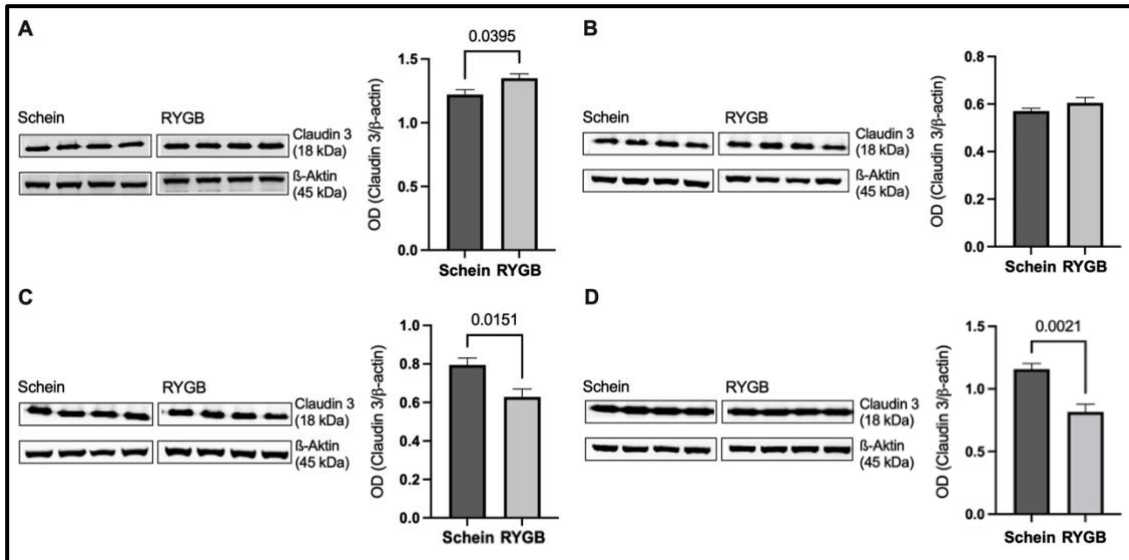 A
Schein RYGB
Claudin 3
(18 kDa)
ß-Aktin
(45 kDa)
OD (Claudin 3/β-actin)
0.0395
1.5
1.0
0.5
0.0
Schein RYGB
B
Schein RYGB
Claudin 3
(18 kDa)
ß-Aktin
(45 kDa)
OD (Claudin 3/β-actin)
0.8
0.6
0.4
0.2
0.0
Schein RYGB
C
Schein RYGB
Claudin 3
(18 kDa)
ß-Aktin
(45 kDa)
OD (Claudin 3/β-actin)
0.0151
1.0
0.8
0.6
0.4
0.2
0.0
Schein RYGB
D
Schein RYGB
Claudin 3
(18 kDa)
ß-Aktin
(45 kDa)
OD (Claudin 3/β-actin)
0.0021
1.5
1.0
0.5
0.0
Schein RYGB